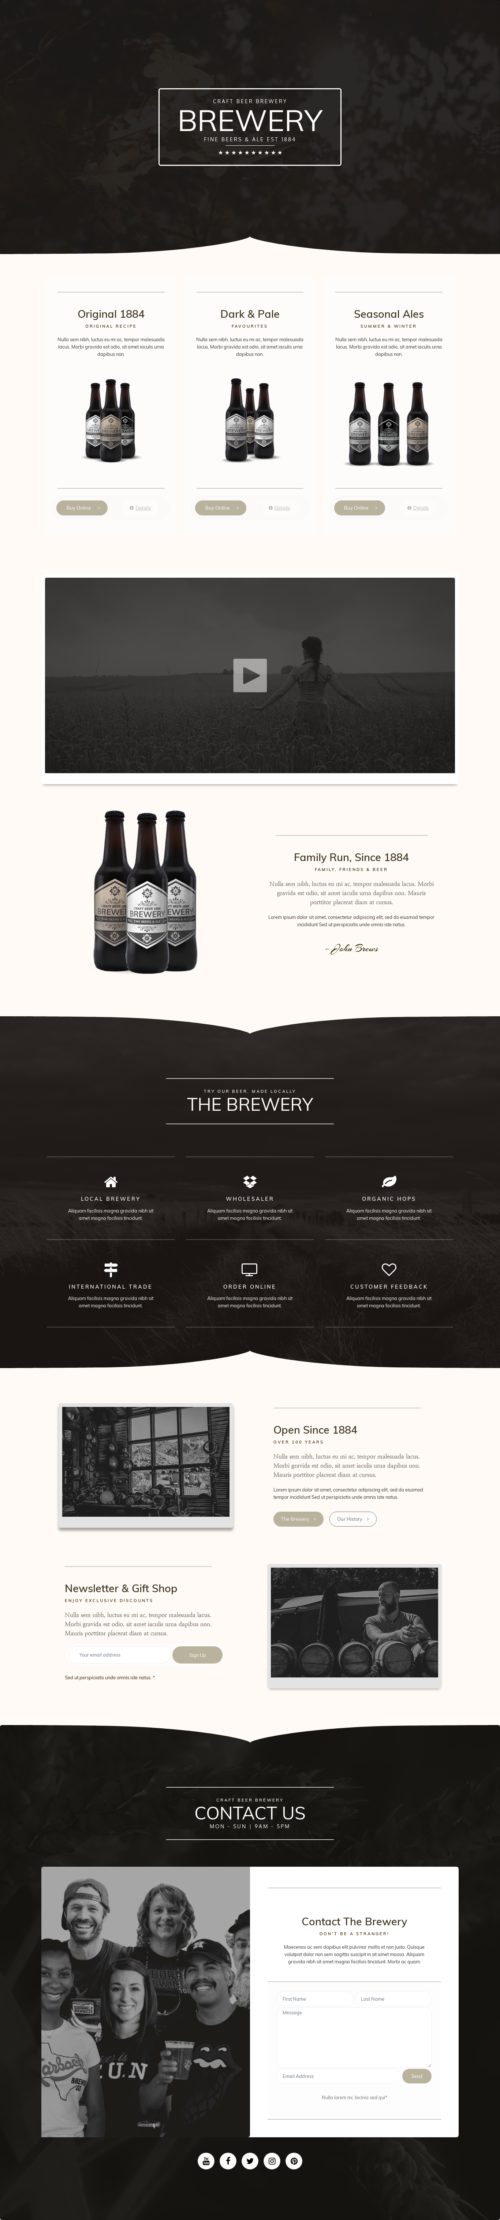 CRAFT BEER BREWERY
BREWERY
FINE BEERS & ALE EST 1884
Original 1884
ORIGINAL RECIPE
Nulla sem nibh, luctus eu mi ac, tempor malesuada
lacus. Morbi gravida est odio, sit amet iaculis urna
dapibus non.
Buy Online >
Details
Dark & Pale
FAVOURITES
Nulla sem nibh, luctus eu mi ac, tempor malesuada
lacus. Morbi gravida est odio, sit amet iaculis urna
dapibus non.
Buy Online >
Details
Seasonal Ales
SUMMER & WINTER
Nulla sem nibh, luctus eu mi ac, tempor malesuada
lacus. Morbi gravida est odio, sit amet iaculis urna
dapibus non.
Buy Online >
Details
BREWERY
Family Run, Since 1884
FAMILY, FRIENDS & BEER
Nulla sem nibh, luctus eu mi ac, tempor malesuada lacus. Morbi
gravida est odio, sit amet iaculis urna dapibus non. Mauris
porttitor placerat diam at cursus.
Lorem ipsum dolor sit amet, consectetur adipiscing elit, sed do eiusmod tempor
incididunt Sed ut perspiciatis unde omnis iste natus.
- John Brews
TRY OUR BEER, MADE LOCALLY
THE BREWERY
LOCAL BREWERY
Aliquam facilisis magna gravida nibh sit
amet magna facilisis tincidunt.
WHOLESALER
Aliquam facilisis magna gravida nibh sit
amet magna facilisis tincidunt.
ORGANIC HOPS
Aliquam facilisis magna gravida nibh sit
amet magna facilisis tincidunt.
INTERNATIONAL TRADE
Aliquam facilisis magna gravida nibh sit
amet magna facilisis tincidunt.
ORDER ONLINE
Aliquam facilisis magna gravida nibh sit
amet magna facilisis tincidunt.
CUSTOMER FEEDBACK
Aliquam facilisis magna gravida nibh sit
amet magna facilisis tincidunt.
Open Since 1884
OVER 100 YEARS
Nulla sem nibh, luctus eu mi ac, tempor malesuada lacus.
Morbi gravida est odio, sit amet iaculis urna dapibus non.
Mauris porttitor placerat diam at cursus.
Lorem ipsum dolor sit amet, consectetur adipiscing elit, sed do eiusmod
tempor incididunt Sed ut perspiciatis unde omnis iste natus.
The Brewery >
Our History >
Newsletter & Gift Shop
ENJOY EXCLUSIVE DISCOUNTS
Nulla sem nibh, luctus eu mi ac, tempor malesuada lacus.
Morbi gravida est odio, sit amet iaculis urna dapibus non.
Mauris porttitor placerat diam at cursus.
Your email address
Sign Up
Sed ut perspiciatis unde omnis iste natus. *
CRAFT BEER BREWERY
CONTACT US
MON - SUN | 9AM - 5PM
Contact The Brewery
DON'T BE A STRANGER!
Maecenas ac sem dapibus elit pulvinar mattis et non justo. Quisque
volutpat dolor non sem sagittis suscipit in sit amet massa. Aliquam
gravida nibh sit amet magna facilisis tincidunt. Morbi ac quam.
First Name
Last Name
Message
Email Address
Send
Nulla lorem mi, lacinia sed qui*